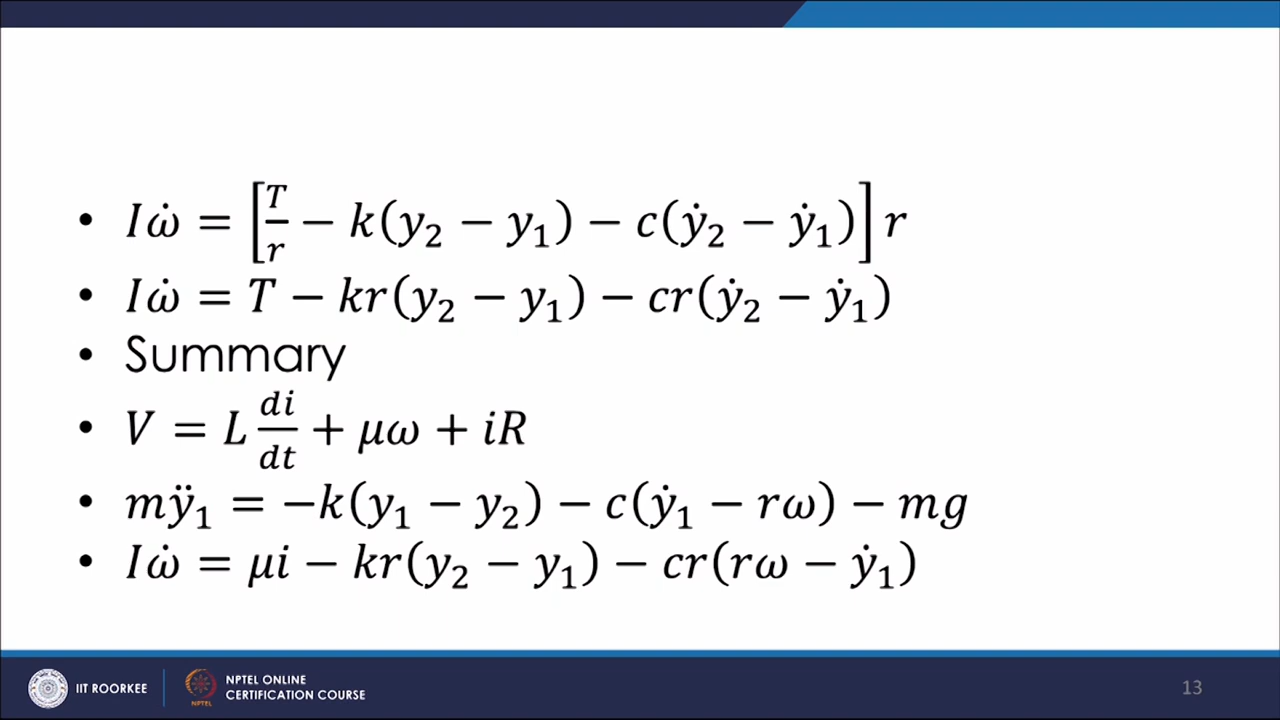 • Iω̇ = [T/r − k(y₂ − y₁) − c(ẏ₂ − ẏ₁)] r
• Iω̇ = T − kr(y₂ − y₁) − cr(ẏ₂ − ẏ₁)
• Summary
• V = L di/dt + μω + iR
• mÿ₁ = −k(y₁ − y₂) − c(ẏ₁ − rω) − mg
• Iω̇ = μi − kr(y₂ − y₁) − cr(rω − ẏ₁)
IIT ROORKEE
NPTEL
NPTEL ONLINE
CERTIFICATION COURSE
13